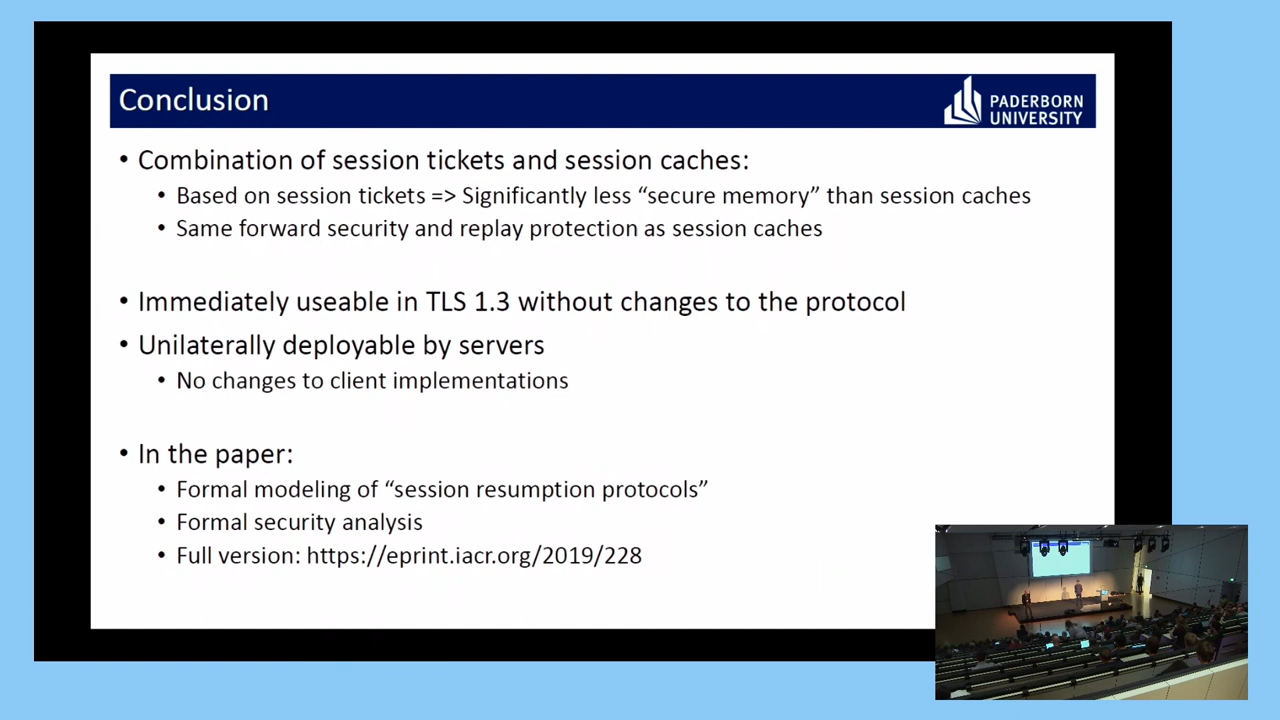 Conclusion
PADERBORN
UNIVERSITY
• Combination of session tickets and session caches:
• Based on session tickets => Significantly less “secure memory” than session caches
• Same forward security and replay protection as session caches
• Immediately useable in TLS 1.3 without changes to the protocol
• Unilaterally deployable by servers
• No changes to client implementations
• In the paper:
• Formal modeling of “session resumption protocols”
• Formal security analysis
• Full version: https://eprint.iacr.org/2019/228